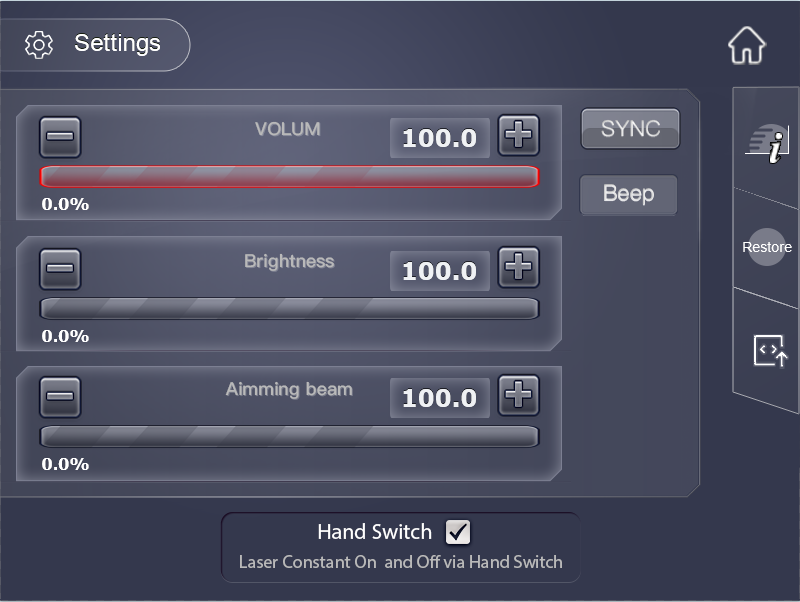 Settings
VOLUM
100.0
0.0%
SYNC
Beep
i
Brightness
100.0
0.0%
Restore
Aimming beam
100.0
0.0%
Hand Switch
Laser Constant On and Off via Hand Switch